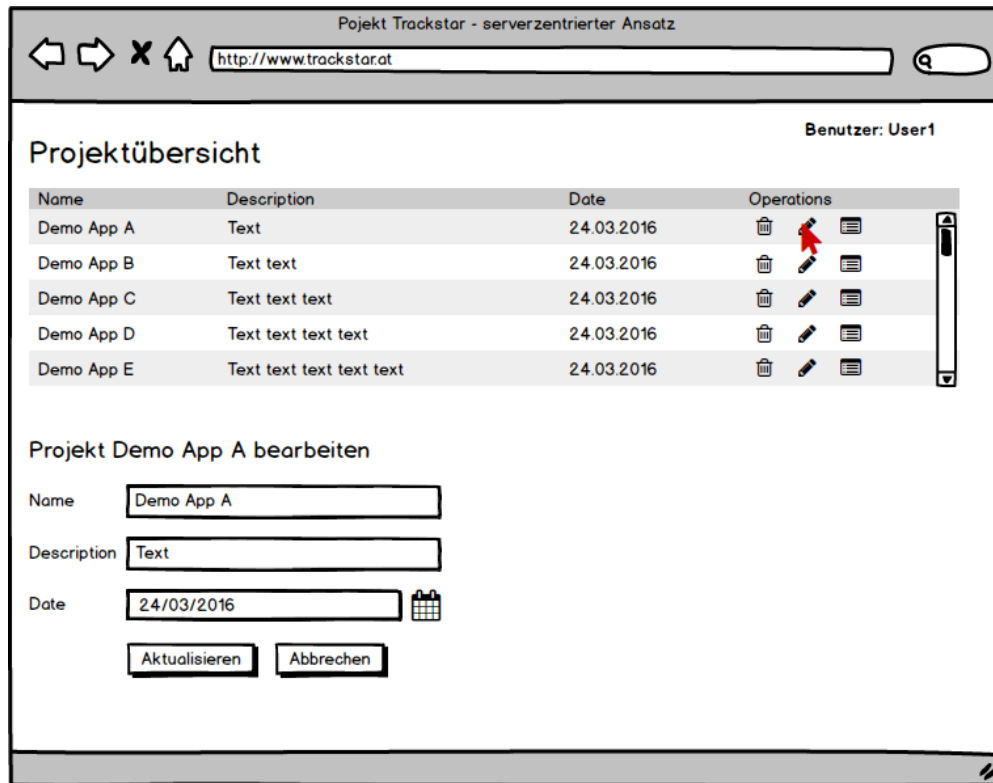 Pojekt Trackstar - serverzentrierter Ansatz
http://www.trackstar.at
Benutzer: User1
Projektübersicht
Name Description Date Operations
Demo App A Text 24.03.2016
Demo App B Text text 24.03.2016
Demo App C Text text text 24.03.2016
Demo App D Text text text text 24.03.2016
Demo App E Text text text text text 24.03.2016
Projekt Demo App A bearbeiten
Name Demo App A
Description Text
Date 24/03/2016
Aktualisieren Abbrechen